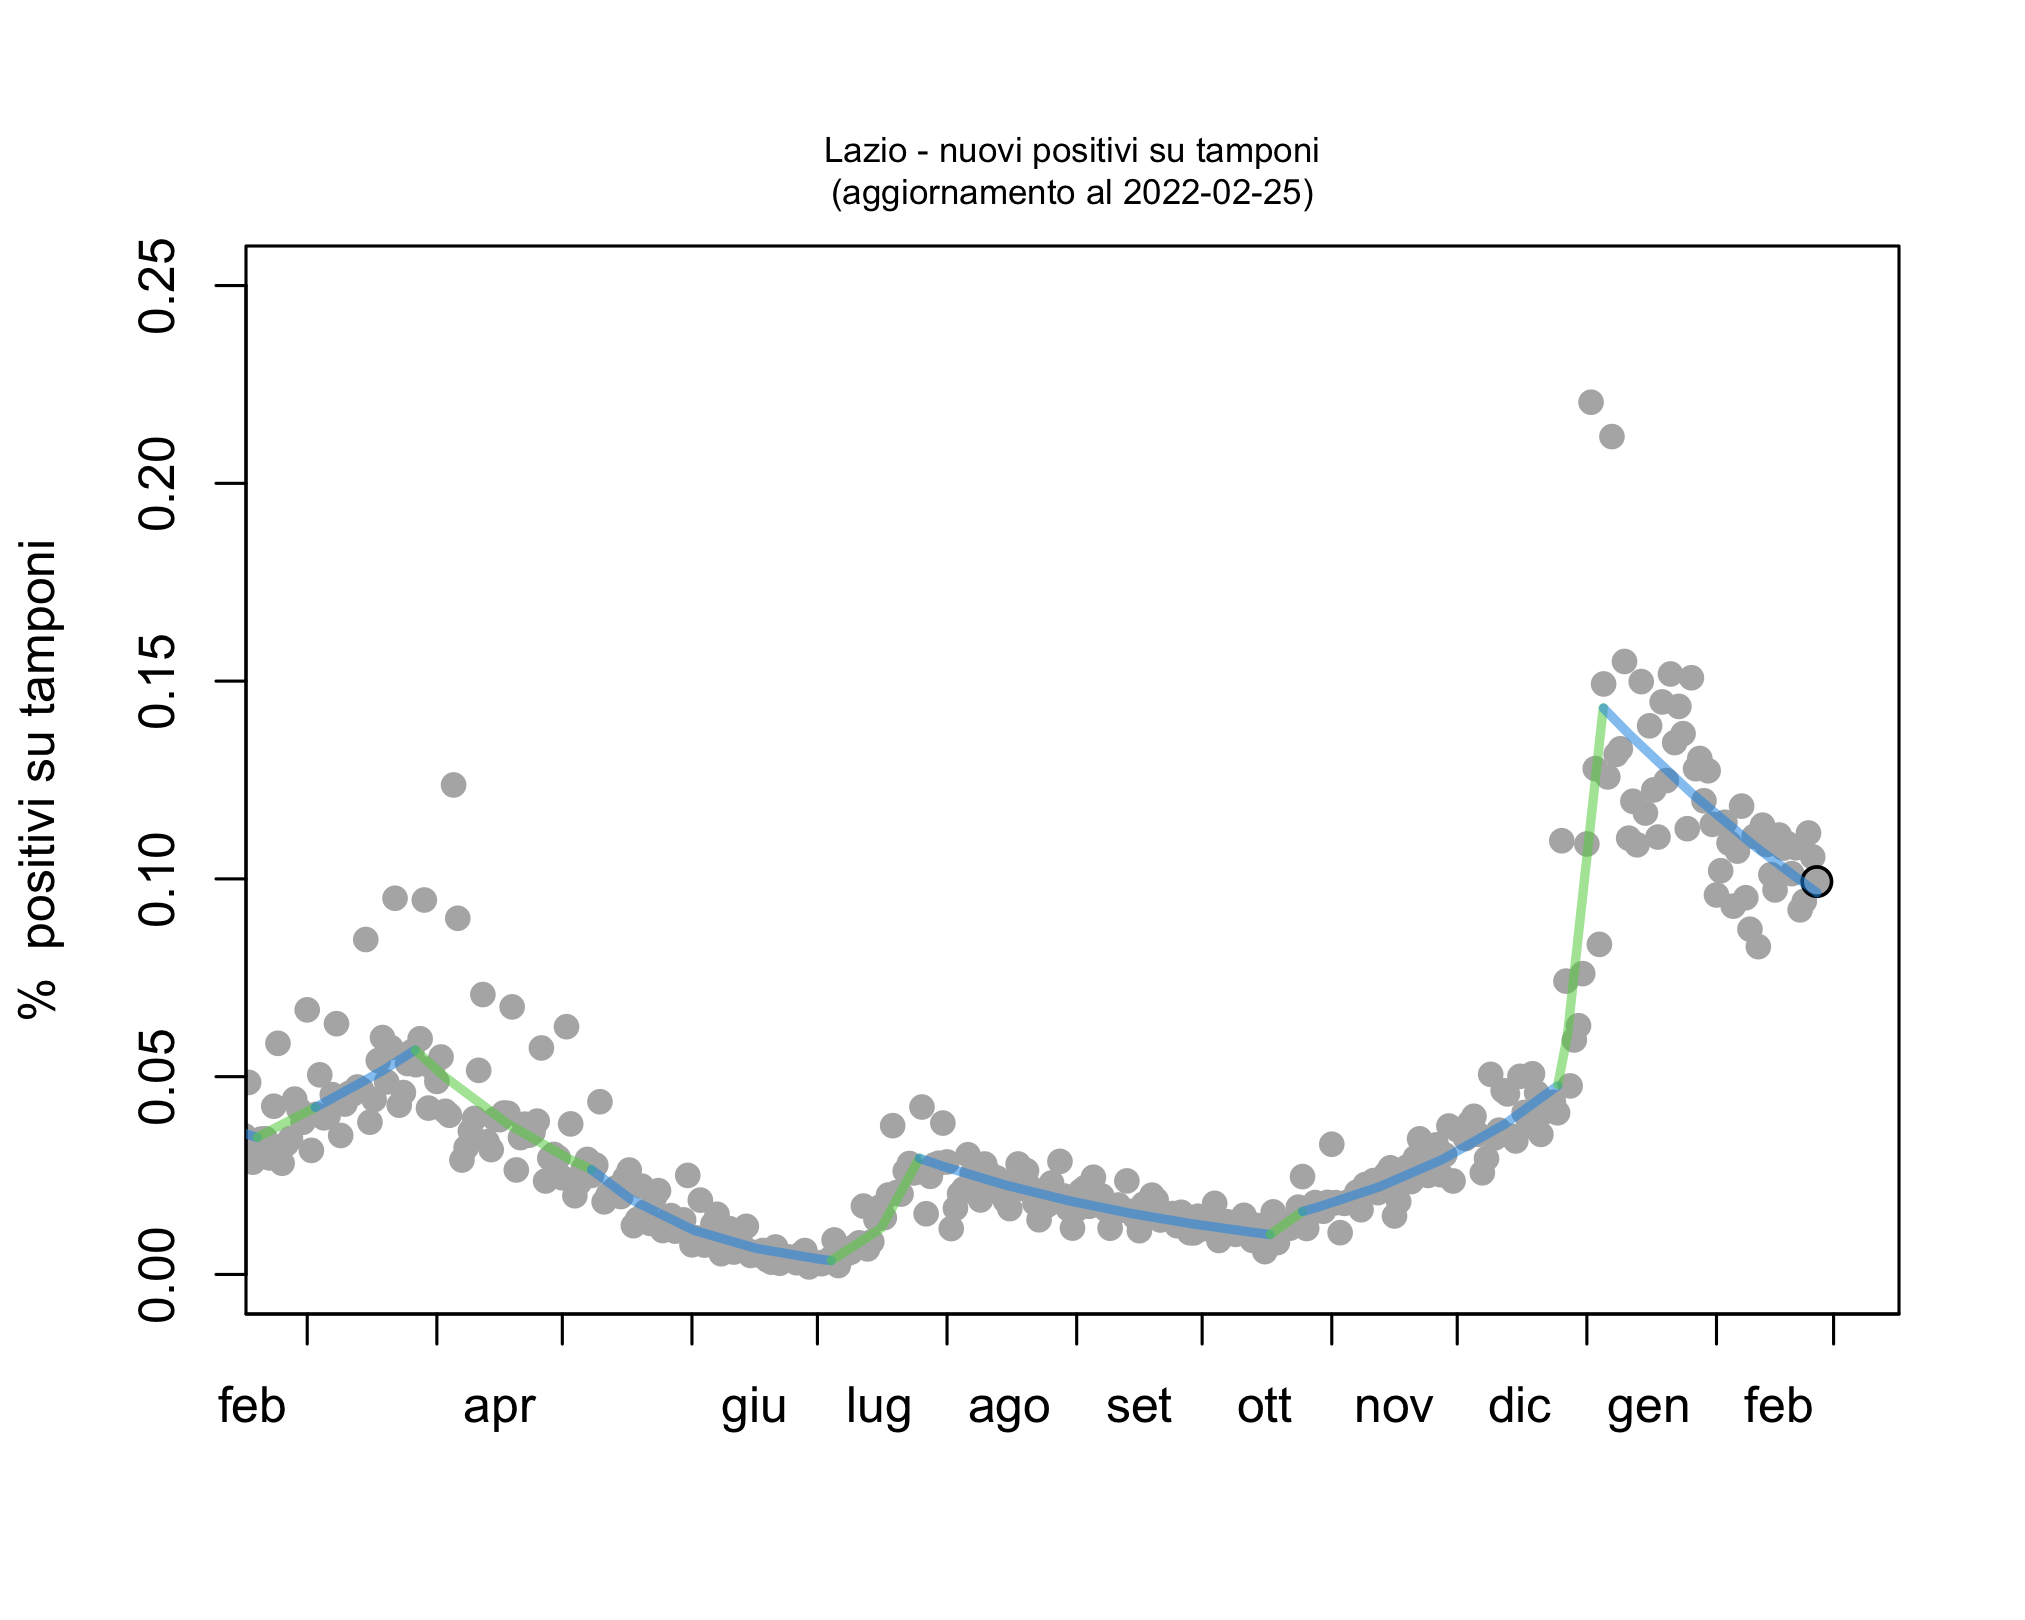 Lazio - nuovi positivi su tamponi
(aggiornamento al 2022-02-25)
% positivi su tamponi
0.25
0.20
0.15
0.10
0.05
0.00
feb apr giu lug ago set ott nov dic gen feb